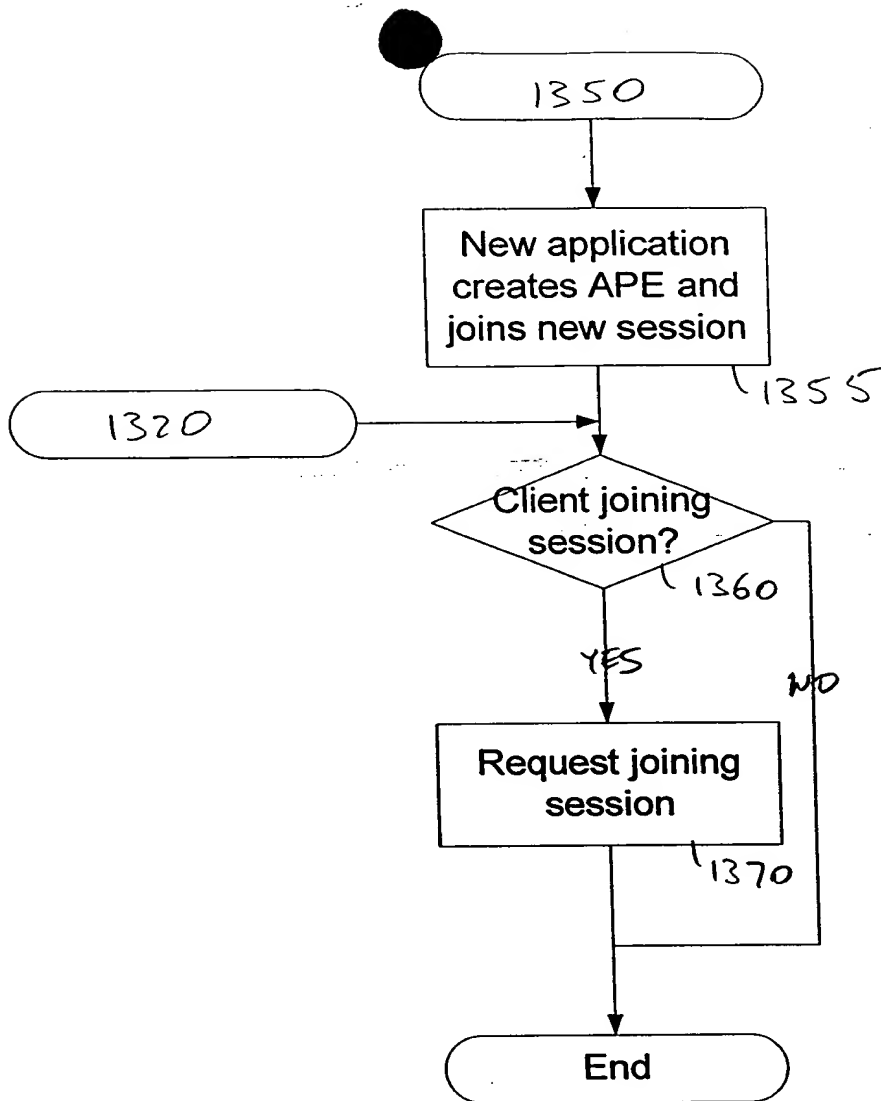 1350
New application
creates APE and
joins new session
1355
1320
Client joining
session?
1360
YES
NO
Request joining
session
1370
End